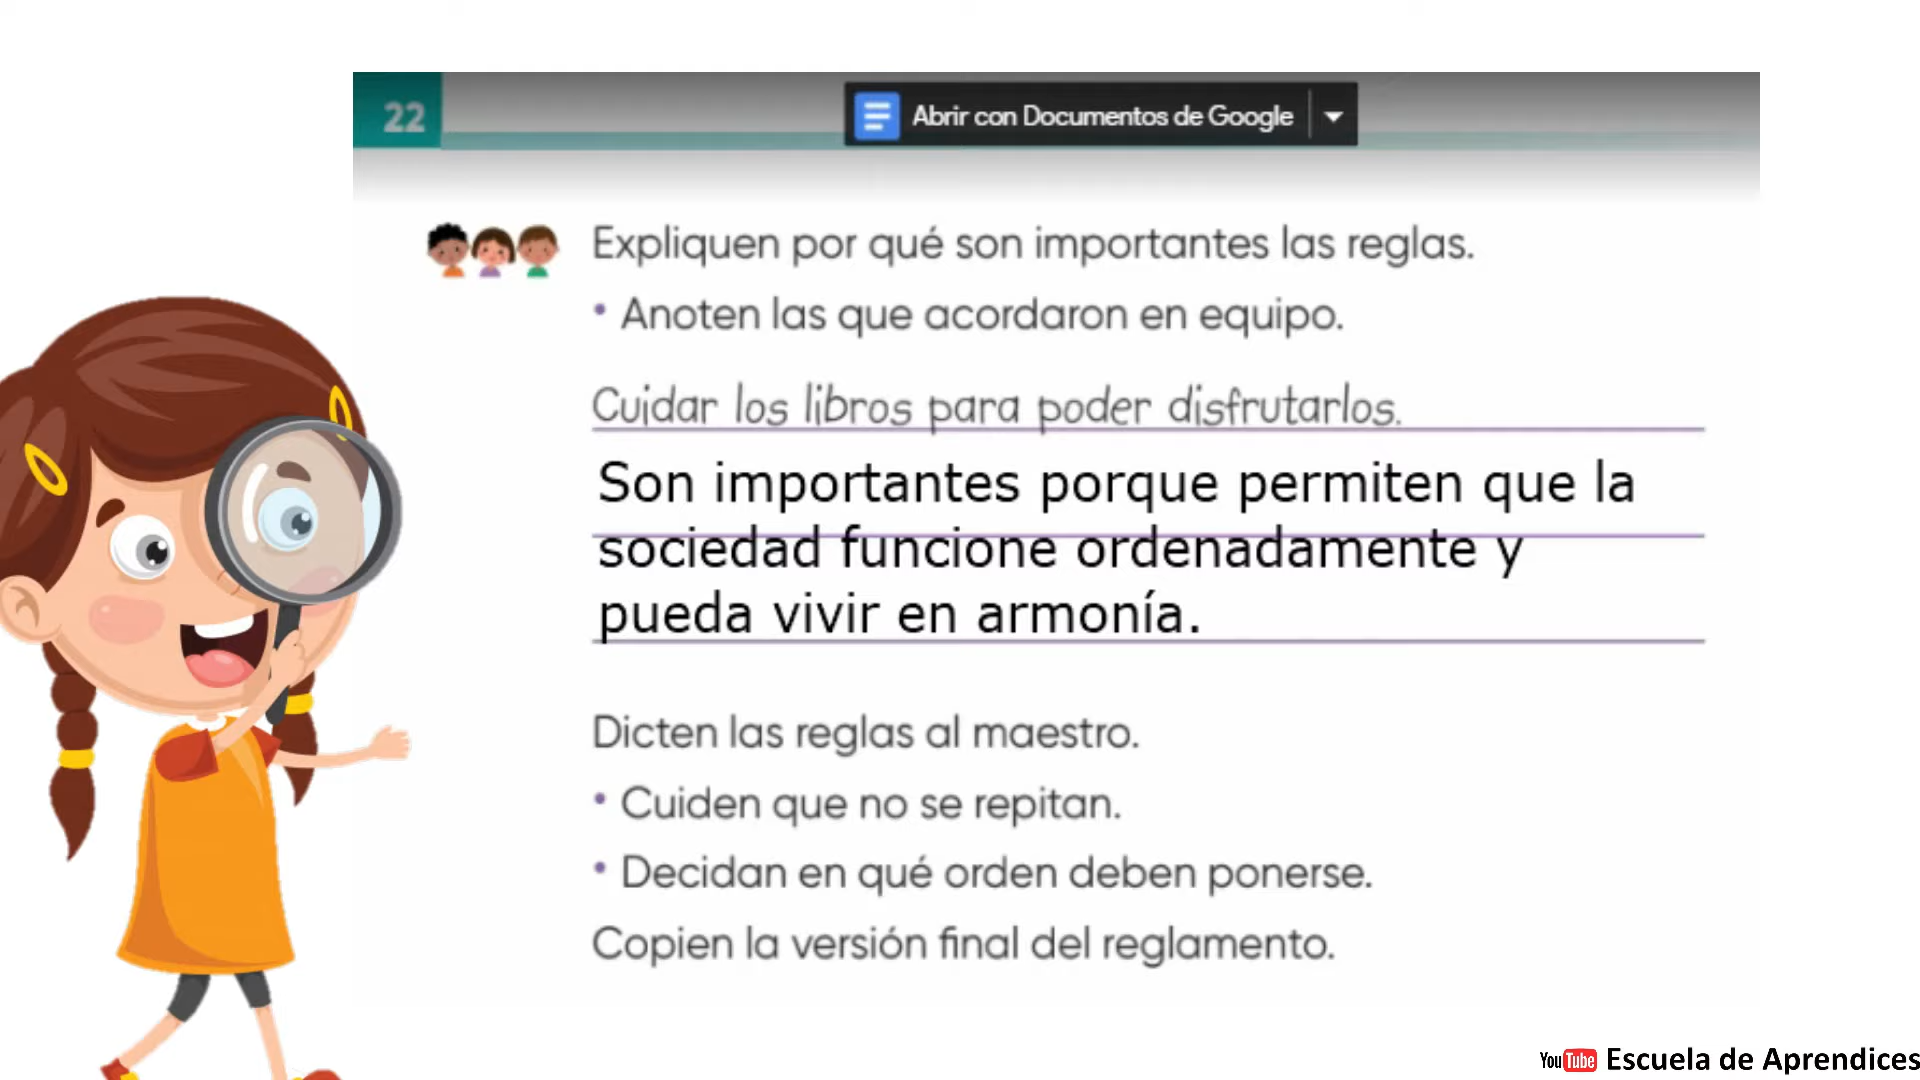 22
Abrir con Documentos de Google
Expliquen por qué son importantes las reglas.
• Anoten las que acordaron en equipo.
Cuidar los libros para poder disfrutarlos.
Son importantes porque permiten que la
sociedad funcione ordenadamente y
pueda vivir en armonía.
Dicten las reglas al maestro.
• Cuiden que no se repitan.
• Decidan en qué orden deben ponerse.
Copien la versión final del reglamento.
YouTube Escuela de Aprendices